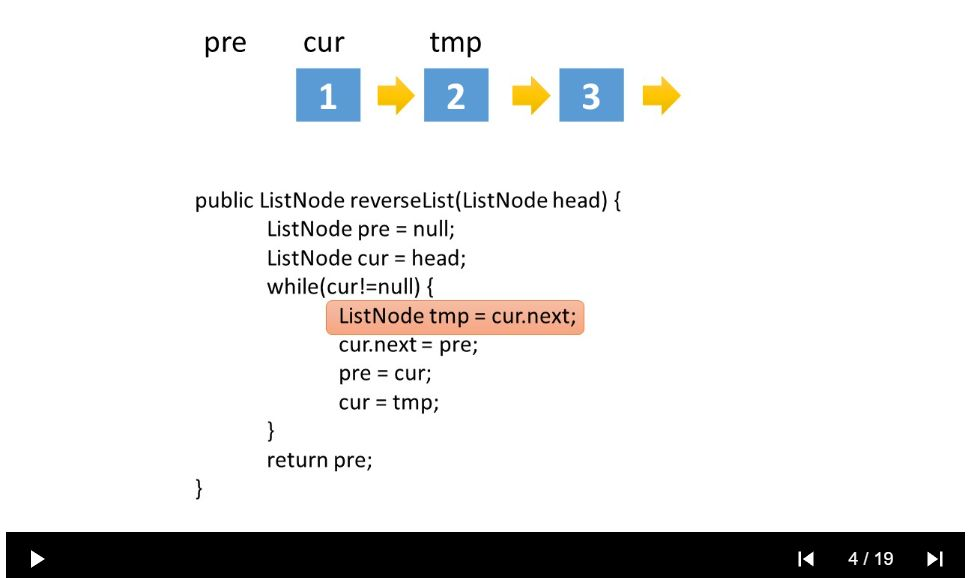 pre cur tmp
1 2 3
public ListNode reverseList(ListNode head) {
ListNode pre = null;
ListNode cur = head;
while(cur!=null) {
ListNode tmp = cur.next;
cur.next = pre;
pre = cur;
cur = tmp;
}
return pre;
}
4 / 19